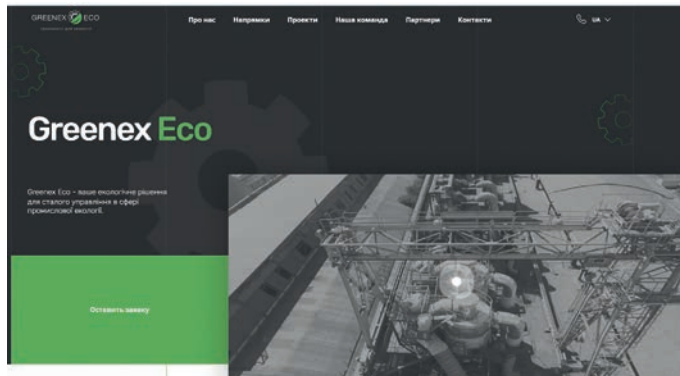 GREENEX ECO
Про нас Напрямки Проекти Наша команда Партнери Контакти UA
Greenex Eco
Greenex Eco – ваше екологічне рішення
для сталого управління в сфері
промислової екології.
Оставить заявку